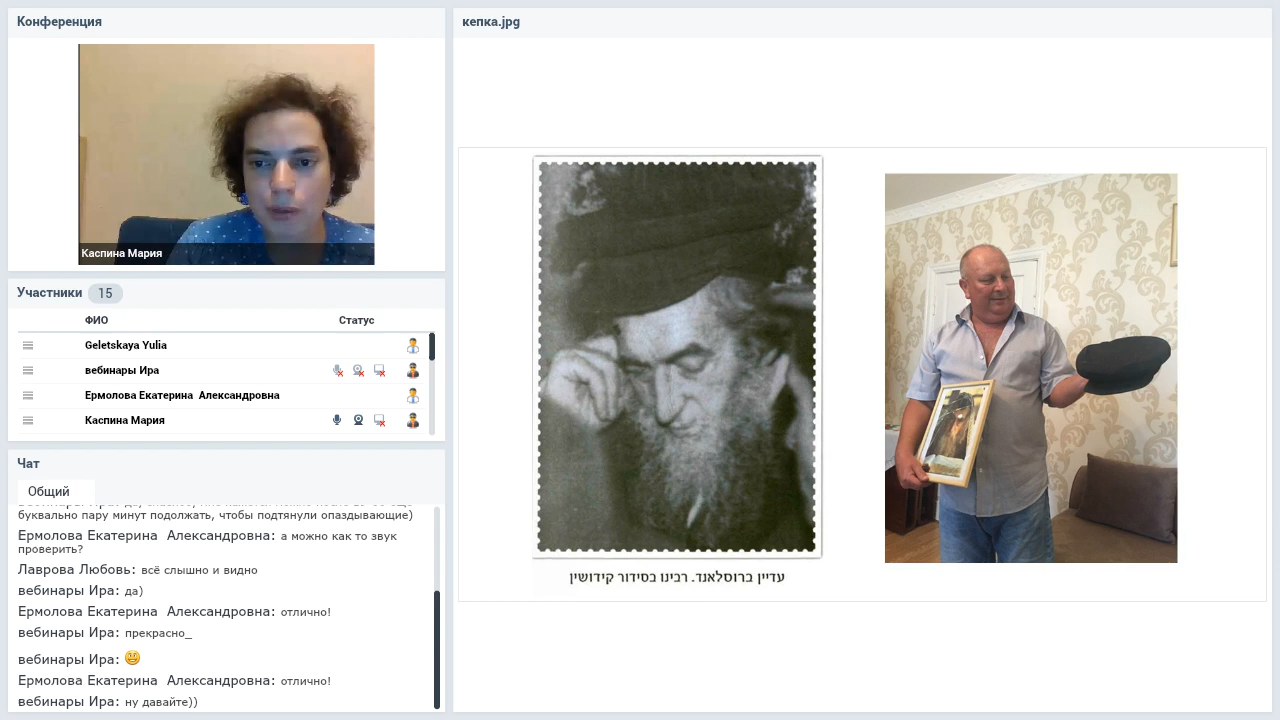 Конференция
Каспина Мария
Участники 15
ФИО Статус
Geletskaya Yulia
вебинары Ира
Ермолова Екатерина Александровна
Каспина Мария
Чат
Общий
буквально пару минут подолжать, чтобы подтянули опаздывающие)
Ермолова Екатерина Александровна: а можно как то звук
проверить?
Лаврова Любовь: всё слышно и видно
вебинары Ира: да)
Ермолова Екатерина Александровна: отлично!
вебинары Ира: прекрасно_
вебинары Ира:
Ермолова Екатерина Александровна: отлично!
вебинары Ира: ну давайте))
кепка.jpg
עדיין ברוסלאנד. רבינו בסידור קידושין